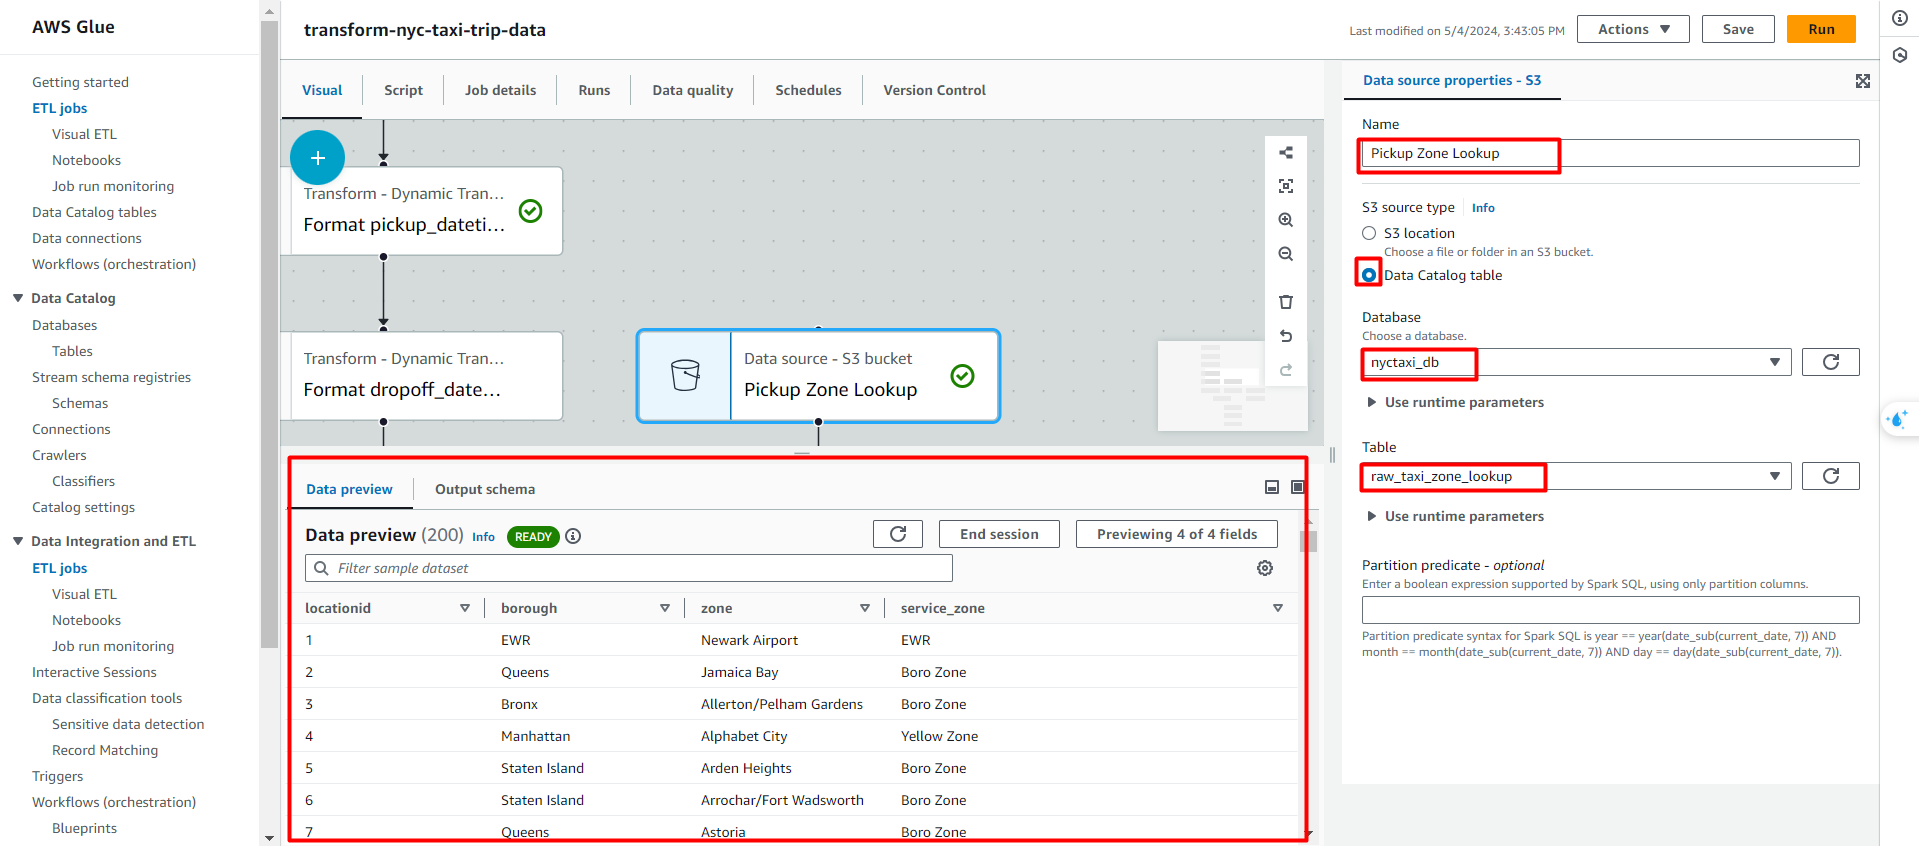 AWS Glue
Getting started
ETL jobs
Visual ETL
Notebooks
Job run monitoring
Data Catalog tables
Data connections
Workflows (orchestration)
Data Catalog
Databases
Tables
Stream schema registries
Schemas
Connections
Crawlers
Classifiers
Catalog settings
Data Integration and ETL
ETL jobs
Visual ETL
Notebooks
Job run monitoring
Interactive Sessions
Data classification tools
Sensitive data detection
Record Matching
Triggers
Workflows (orchestration)
Blueprints
transform-nyc-taxi-trip-data
Last modified on 5/4/2024, 3:43:05 PM
Actions
Save
Run
Visual
Script
Job details
Runs
Data quality
Schedules
Version Control
Transform - Dynamic Tran…
Format pickup_dateti…
Transform - Dynamic Tran…
Format dropoff_date…
Data source - S3 bucket
Pickup Zone Lookup
Data preview
Output schema
Data preview (200) Info READY
End session
Previewing 4 of 4 fields
Filter sample dataset
locationid borough zone service_zone
1 EWR Newark Airport EWR
2 Queens Jamaica Bay Boro Zone
3 Bronx Allerton/Pelham Gardens Boro Zone
4 Manhattan Alphabet City Yellow Zone
5 Staten Island Arden Heights Boro Zone
6 Staten Island Arrochar/Fort Wadsworth Boro Zone
7 Queens Astoria Boro Zone
Data source properties - S3
Name
Pickup Zone Lookup
S3 source type Info
S3 location
Choose a file or folder in an S3 bucket.
Data Catalog table
Database
Choose a database.
nyctaxi_db
Use runtime parameters
Table
raw_taxi_zone_lookup
Use runtime parameters
Partition predicate - optional
Enter a boolean expression supported by Spark SQL, using only partition columns.
Partition predicate syntax for Spark SQL is year == year(date_sub(current_date, 7)) AND
month == month(date_sub(current_date, 7)) AND day == day(date_sub(current_date, 7)).